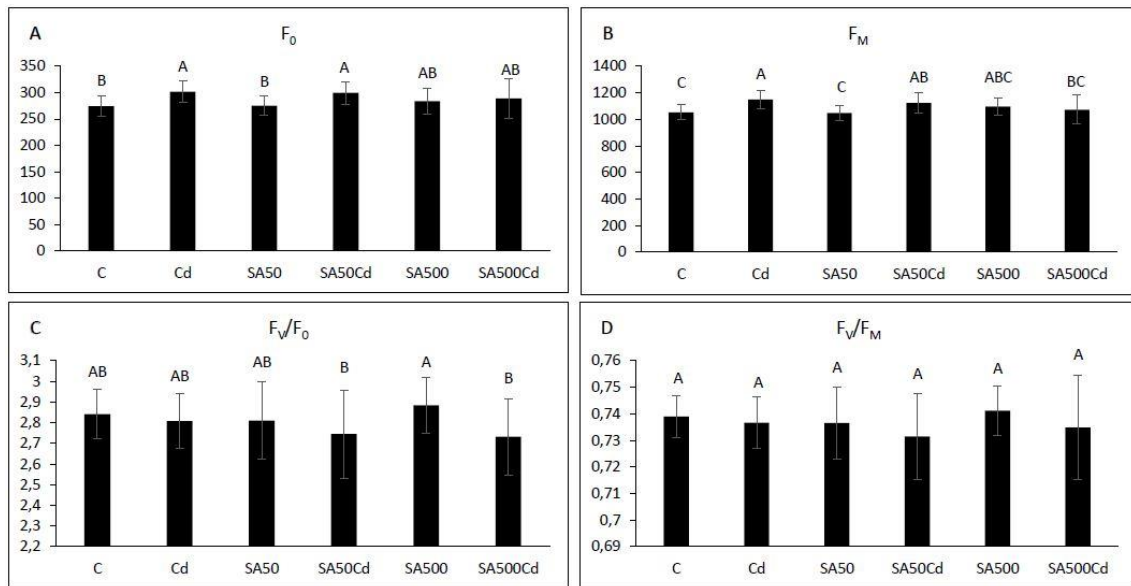 A F₀
350
300
250
200
150
100
50
0
B A B A AB AB
C Cd SA50 SA50Cd SA500 SA500Cd
B F_M
1400
1200
1000
800
600
400
200
0
C A C AB ABC BC
C Cd SA50 SA50Cd SA500 SA500Cd
C F_V/F₀
3,1
3
2,9
2,8
2,7
2,6
2,5
2,4
2,3
2,2
AB AB AB B A B
C Cd SA50 SA50Cd SA500 SA500Cd
D F_V/F_M
0,76
0,75
0,74
0,73
0,72
0,71
0,7
0,69
A A A A A A
C Cd SA50 SA50Cd SA500 SA500Cd